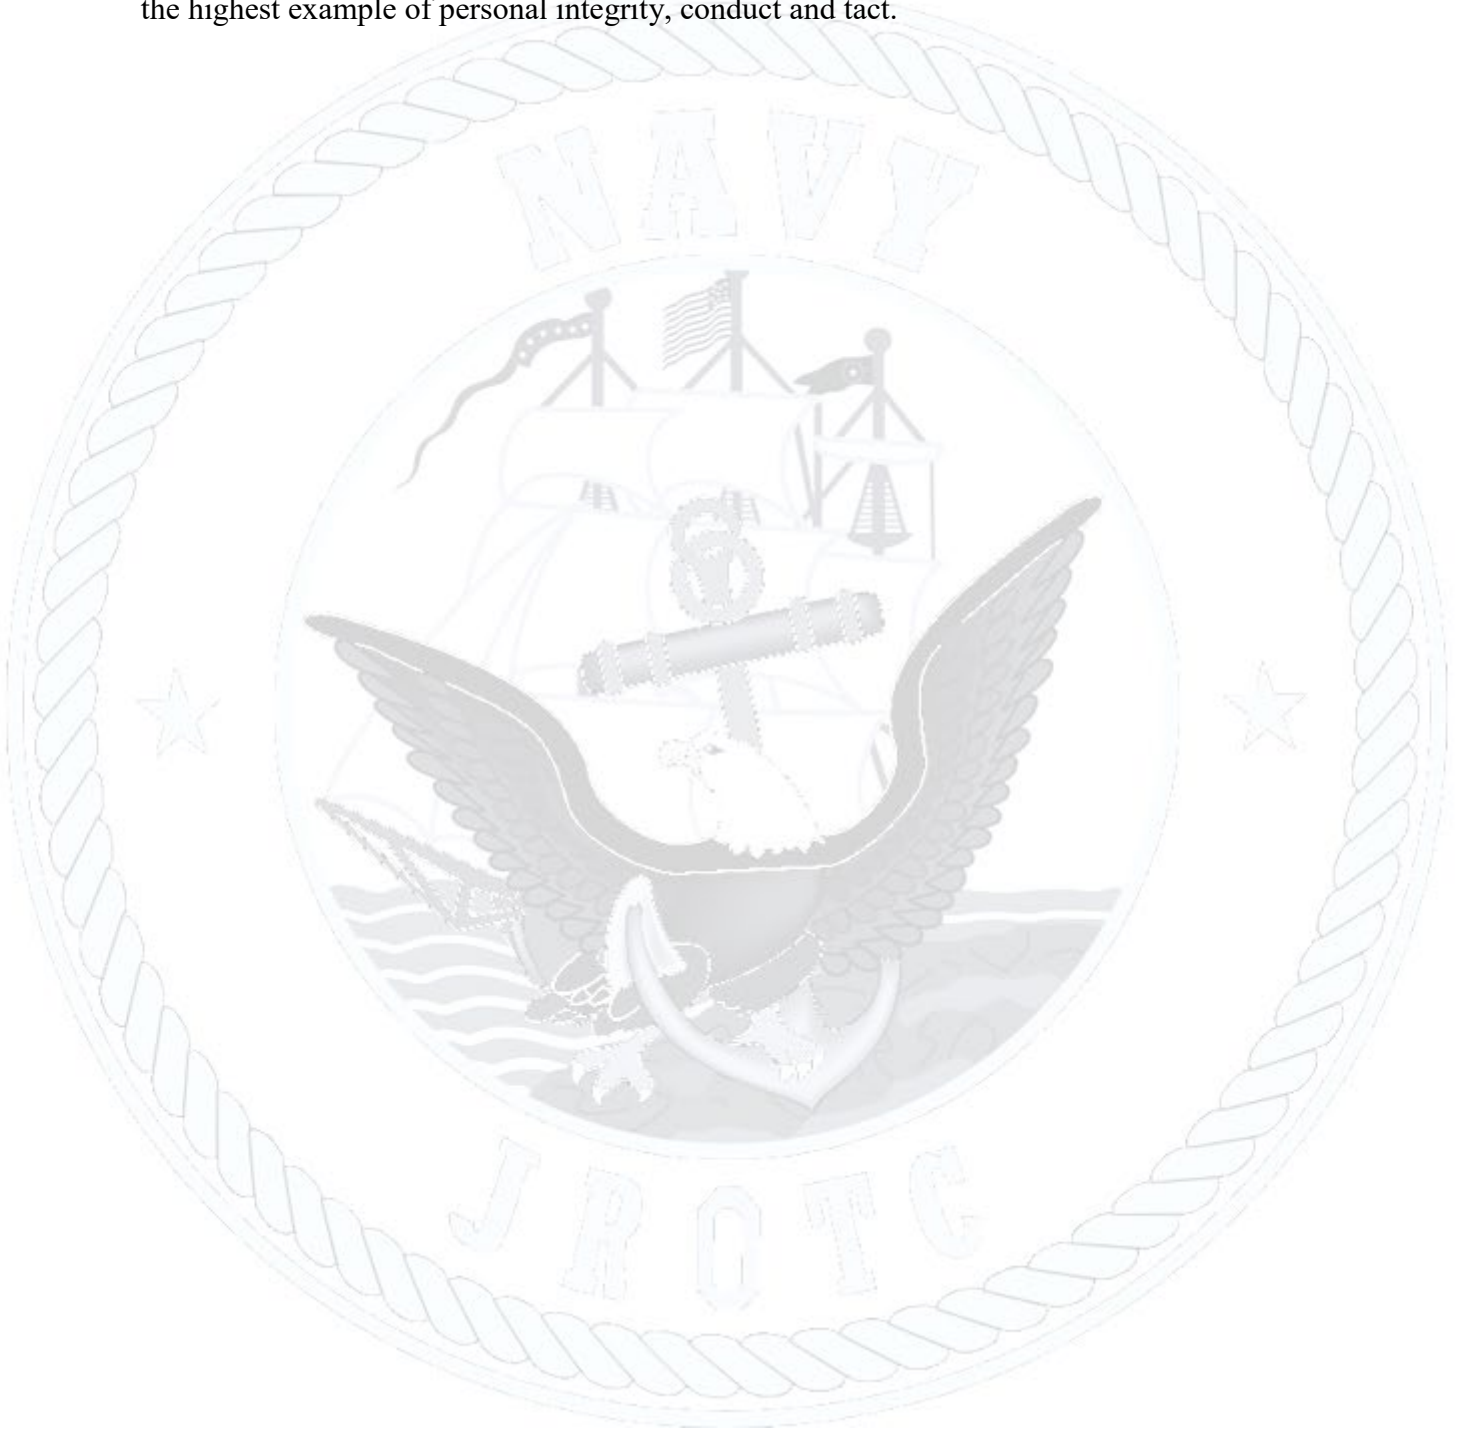 the highest example of personal integrity, conduct and tact.
NAVY
JROTC